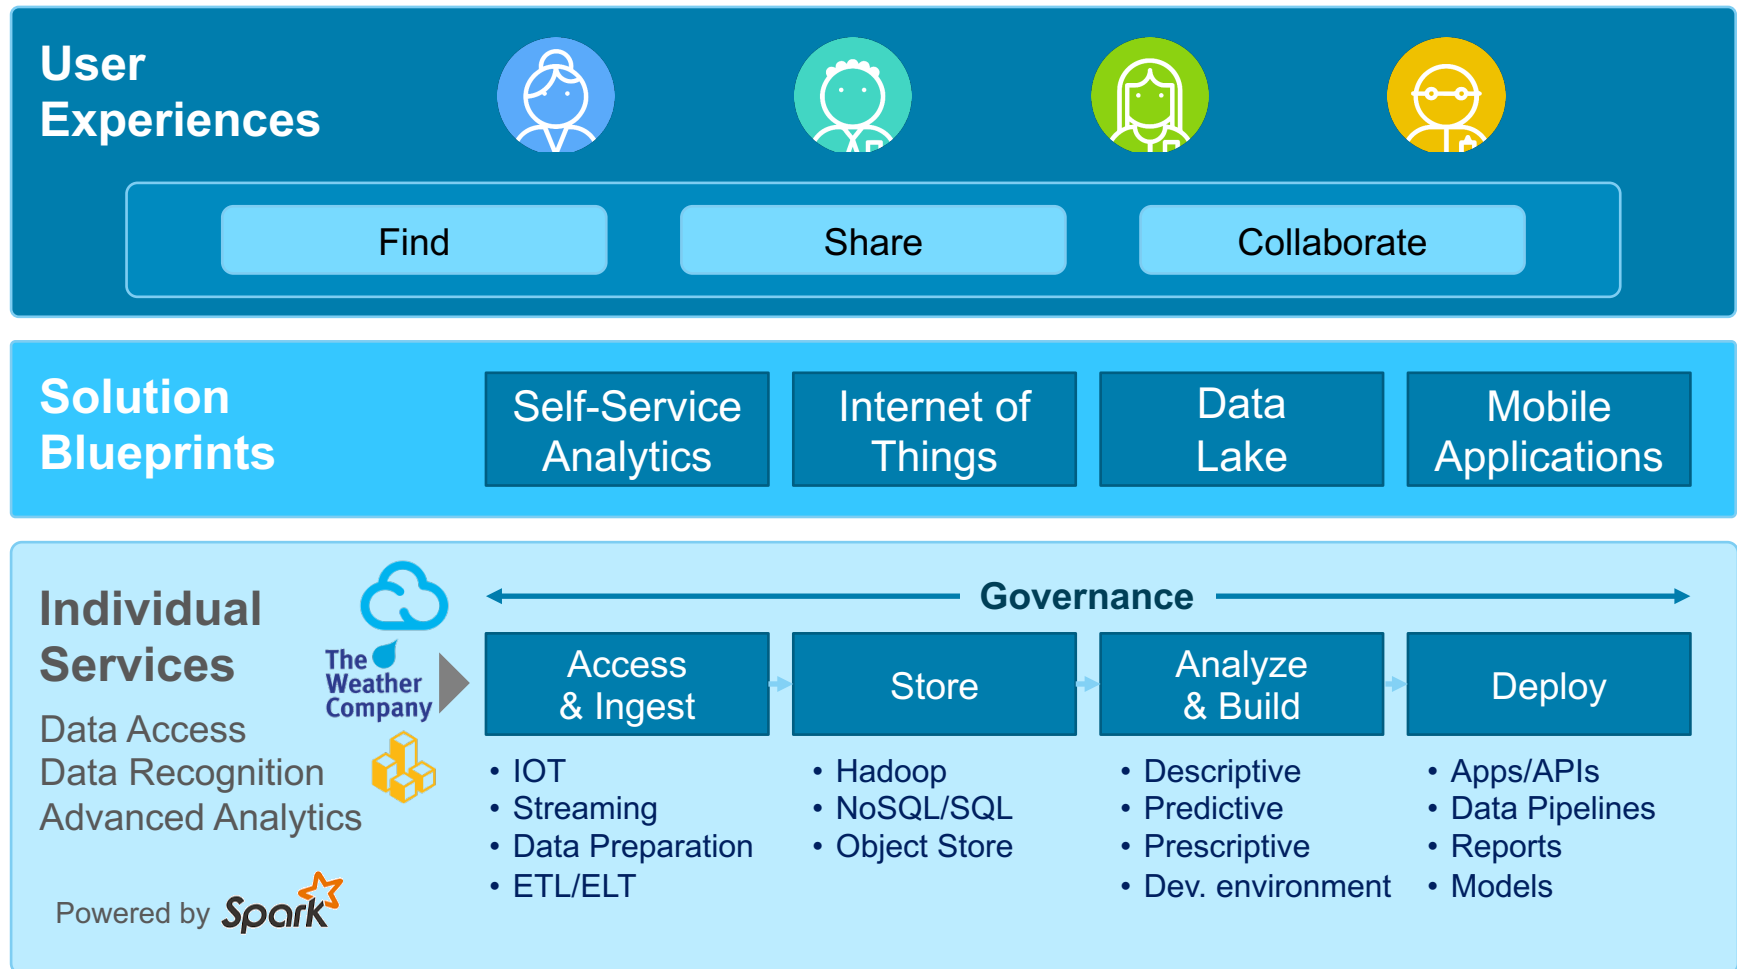 User
Experiences
Find
Share
Collaborate
Solution
Blueprints
Self-Service
Analytics
Internet of
Things
Data
Lake
Mobile
Applications
Individual
Services
Data Access
Data Recognition
Advanced Analytics
Powered by Spark
The
Weather
Company
Governance
Access
& Ingest
• IOT
• Streaming
• Data Preparation
• ETL/ELT
Store
• Hadoop
• NoSQL/SQL
• Object Store
Analyze
& Build
• Descriptive
• Predictive
• Prescriptive
• Dev. environment
Deploy
• Apps/APIs
• Data Pipelines
• Reports
• Models